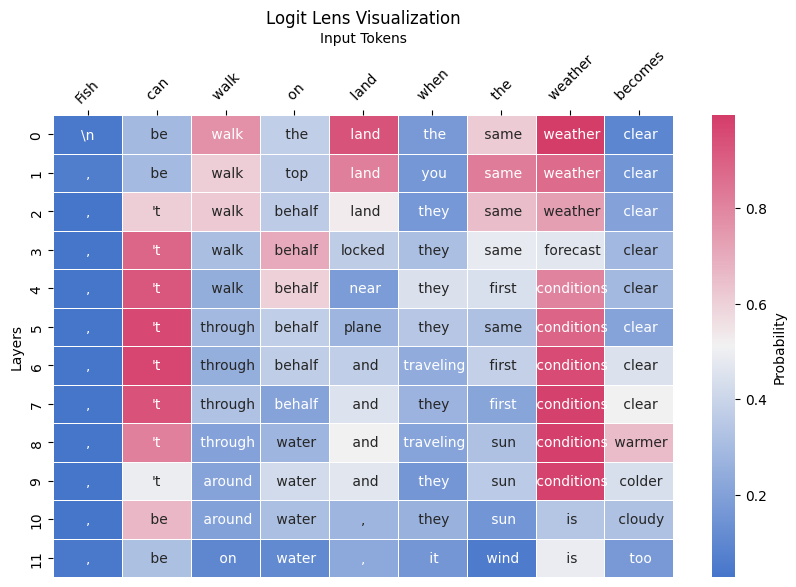 Logit Lens Visualization
Input Tokens
Fish can walk on land when the weather becomes
0 \n be walk the land the same weather clear
1 , be walk top land you same weather clear
2 , 't walk behalf land they same weather clear
3 , 't walk behalf locked they same forecast clear
4 , 't walk behalf near they first conditions clear
5 , 't through behalf plane they same conditions clear
6 , 't through behalf and traveling first conditions clear
7 , 't through behalf and they first conditions clear
8 , 't through water and traveling sun conditions warmer
9 , 't around water and they sun conditions colder
10 , be around water , they sun is cloudy
11 , be on water , it wind is too
Layers
0.8
0.6
0.4
0.2
Probability